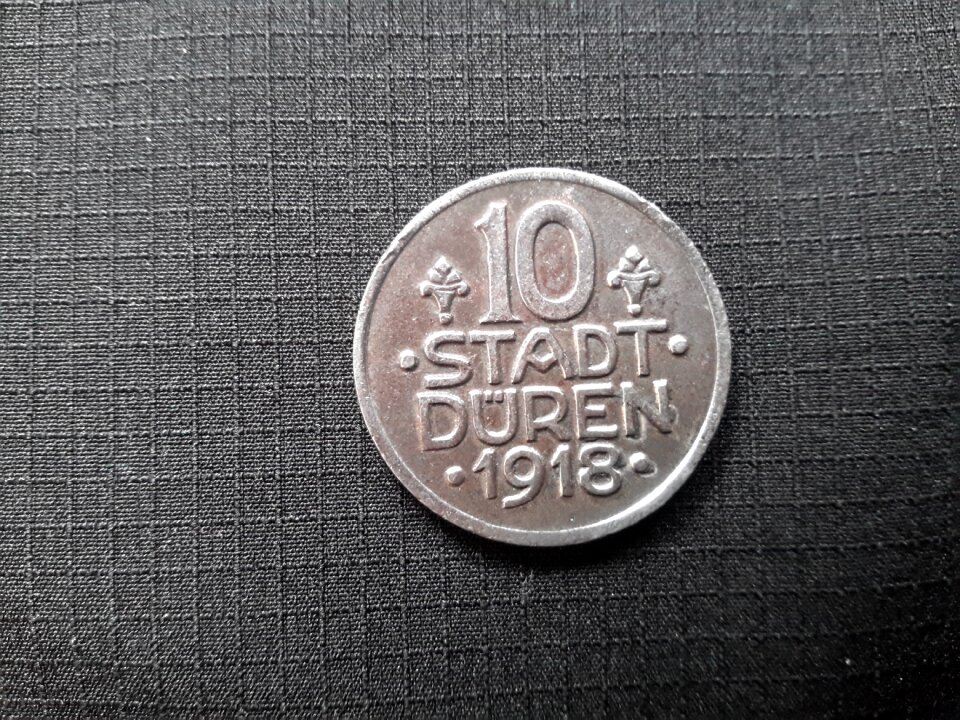 10
·STADT·
DÜREN
·1918·